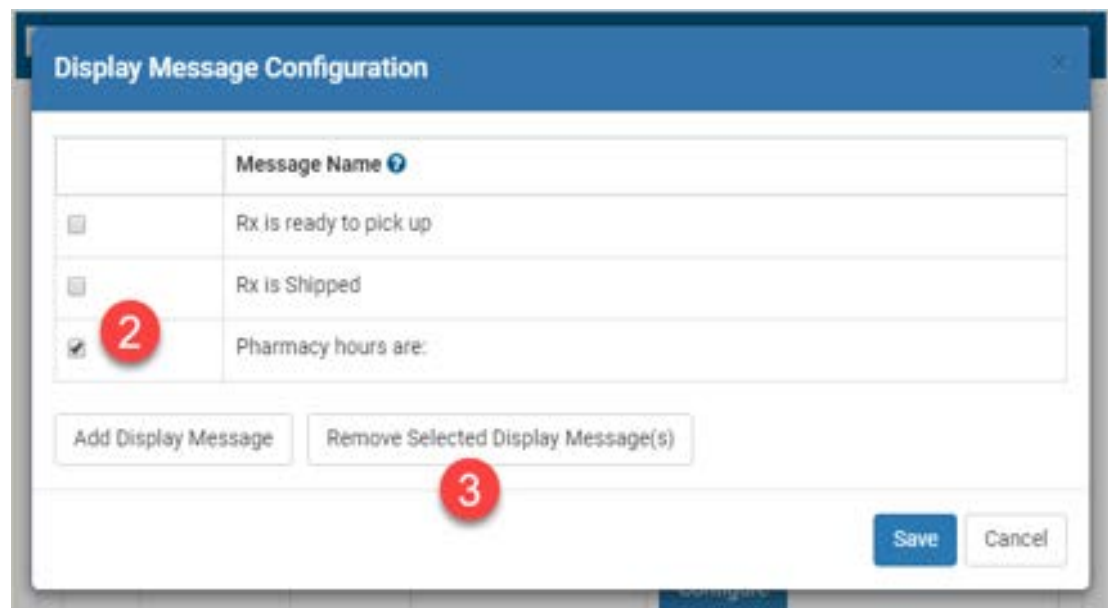 Display Message Configuration
Message Name
Rx is ready to pick up
Rx is Shipped
2
Pharmacy hours are:
Add Display Message Remove Selected Display Message(s)
3
Save Cancel
Configure